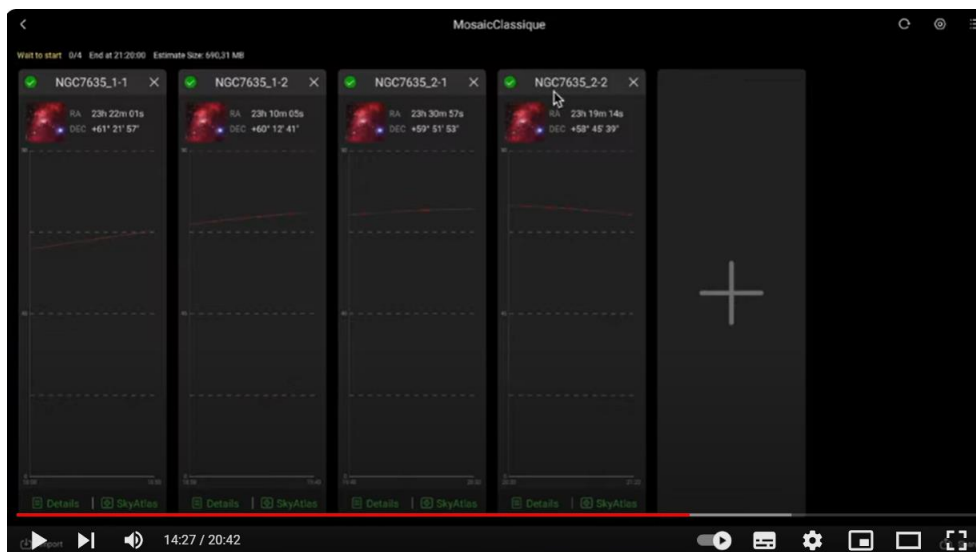 MosaicClassique
Wait to start 0/4 End at 21:20:00 Estimate Size: 690,31 MB
NGC7635_1-1
RA 23h 22m 01s
DEC +61° 21' 57"
NGC7635_1-2
RA 23h 10m 05s
DEC +60° 12' 41"
NGC7635_2-1
RA 23h 30m 57s
DEC +59° 51' 53"
NGC7635_2-2
RA 23h 19m 14s
DEC +58° 45' 39"
Details | SkyAtlas
Details | SkyAtlas
Details | SkyAtlas
Details | SkyAtlas
14:27 / 20:42